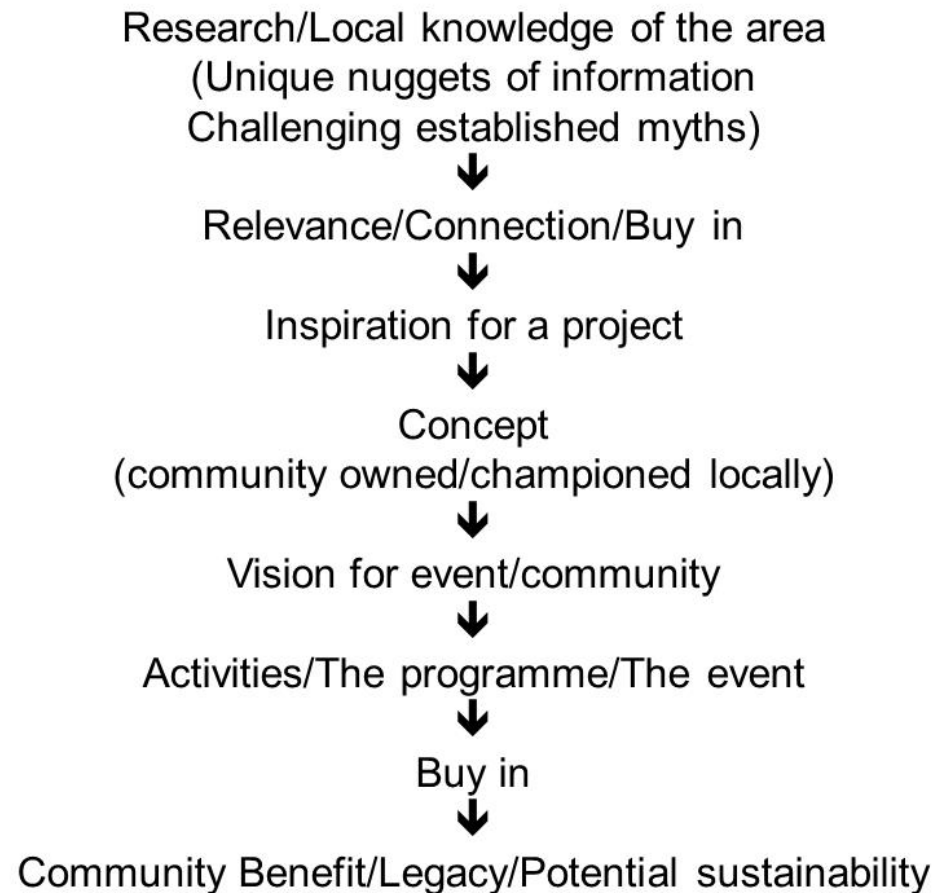 Research/Local knowledge of the area
(Unique nuggets of information
Challenging established myths)
Relevance/Connection/Buy in
Inspiration for a project
Concept
(community owned/championed locally)
Vision for event/community
Activities/The programme/The event
Buy in
Community Benefit/Legacy/Potential sustainability